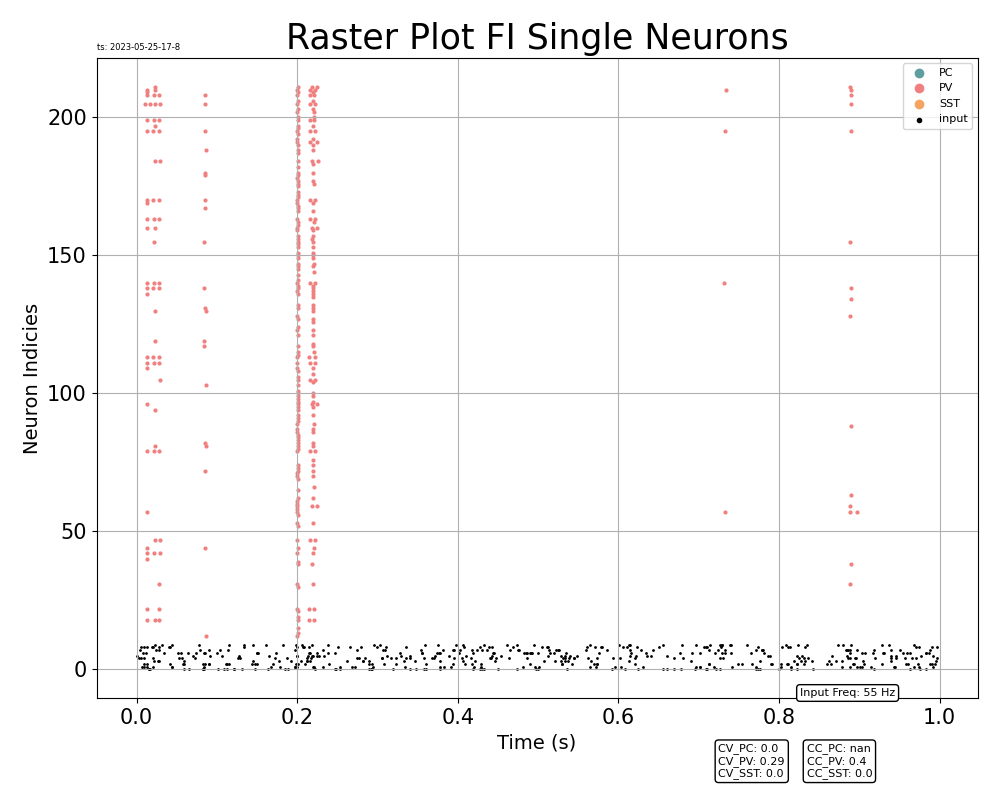 Raster Plot FI Single Neurons
ts: 2023-05-25-17-8
PC
PV
SST
input
200
150
100
50
0
Neuron Indicies
0.0 0.2 0.4 0.6 0.8 1.0
Time (s)
Input Freq: 55 Hz
CV_PC: 0.0
CV_PV: 0.29
CV_SST: 0.0
CC_PC: nan
CC_PV: 0.4
CC_SST: 0.0